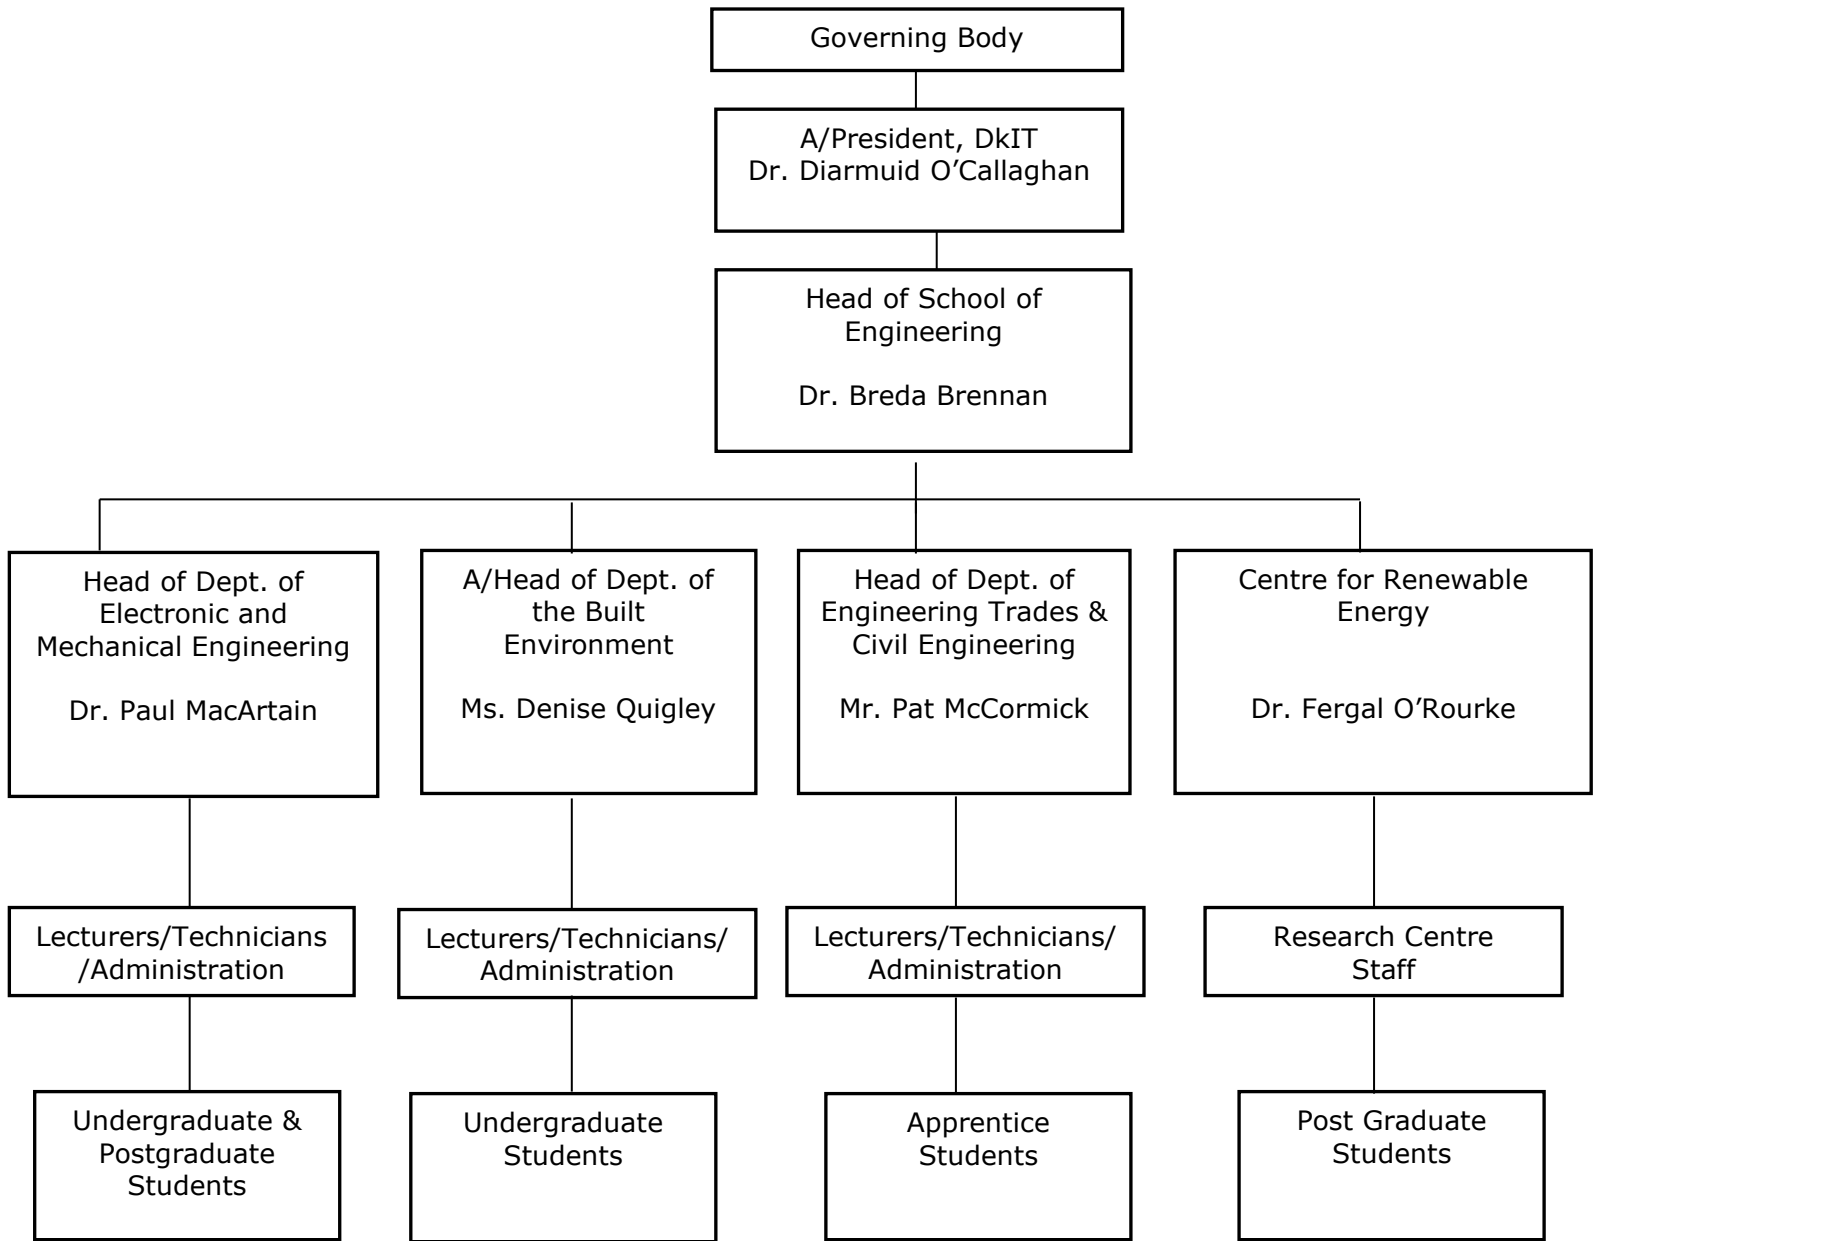 Governing Body
A/President, DkIT
Dr. Diarmuid O’Callaghan
Head of School of
Engineering
Dr. Breda Brennan
Head of Dept. of
Electronic and
Mechanical Engineering
Dr. Paul MacArtain
A/Head of Dept. of
the Built
Environment
Ms. Denise Quigley
Head of Dept. of
Engineering Trades &
Civil Engineering
Mr. Pat McCormick
Centre for Renewable
Energy
Dr. Fergal O’Rourke
Lecturers/Technicians
/Administration
Lecturers/Technicians/
Administration
Lecturers/Technicians/
Administration
Research Centre
Staff
Undergraduate &
Postgraduate
Students
Undergraduate
Students
Apprentice
Students
Post Graduate
Students